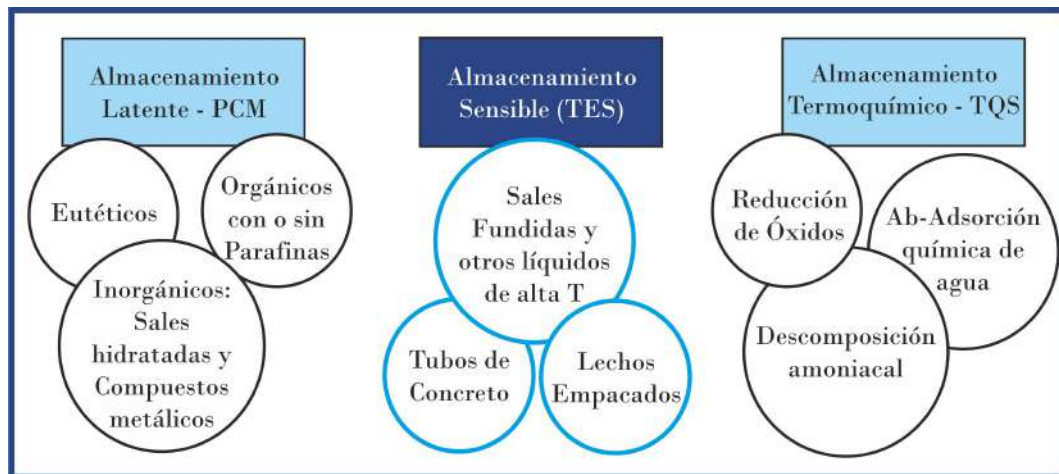 Almacenamiento
Latente - PCM
Eutéticos
Orgánicos
con o sin
Parafinas
Inorgánicos:
Sales
hidratadas y
Compuestos
metálicos
Almacenamiento
Sensible (TES)
Sales
Fundidas y
otros líquidos
de alta T
Tubos de
Concreto
Lechos
Empacados
Almacenamiento
Termoquímico - TQS
Reducción
de Óxidos
Ab-Adsorción
química de
agua
Descomposición
amoniacal